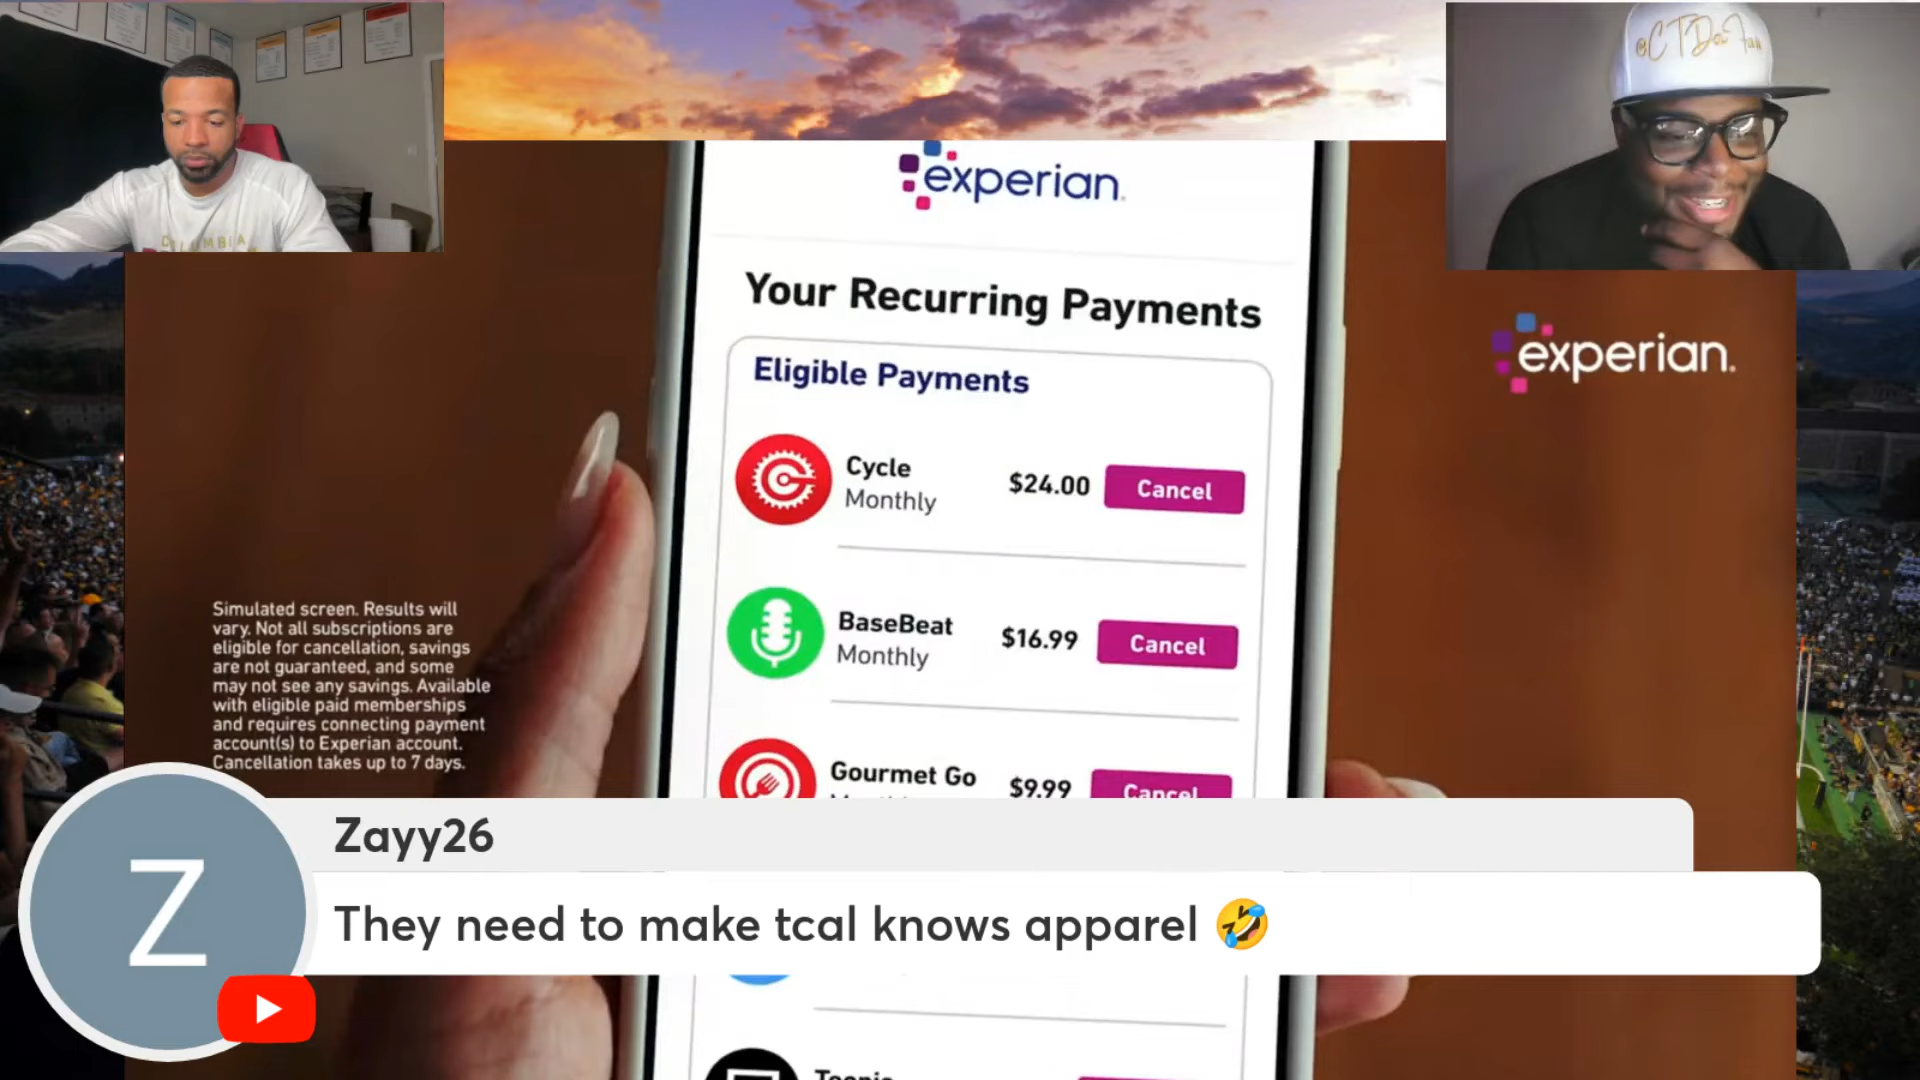 @CTDaFan
COLUMBIA
experian.
Your Recurring Payments
Eligible Payments
Cycle
Monthly
$24.00
Cancel
BaseBeat
Monthly
$16.99
Cancel
Gourmet Go
$9.99
Cancel
experian.
Simulated screen. Results will
vary. Not all subscriptions are
eligible for cancellation, savings
are not guaranteed, and some
may not see any savings. Available
with eligible paid memberships
and requires connecting payment
account(s) to Experian account.
Cancellation takes up to 7 days.
Z
Zayy26
They need to make tcal knows apparel 🤣